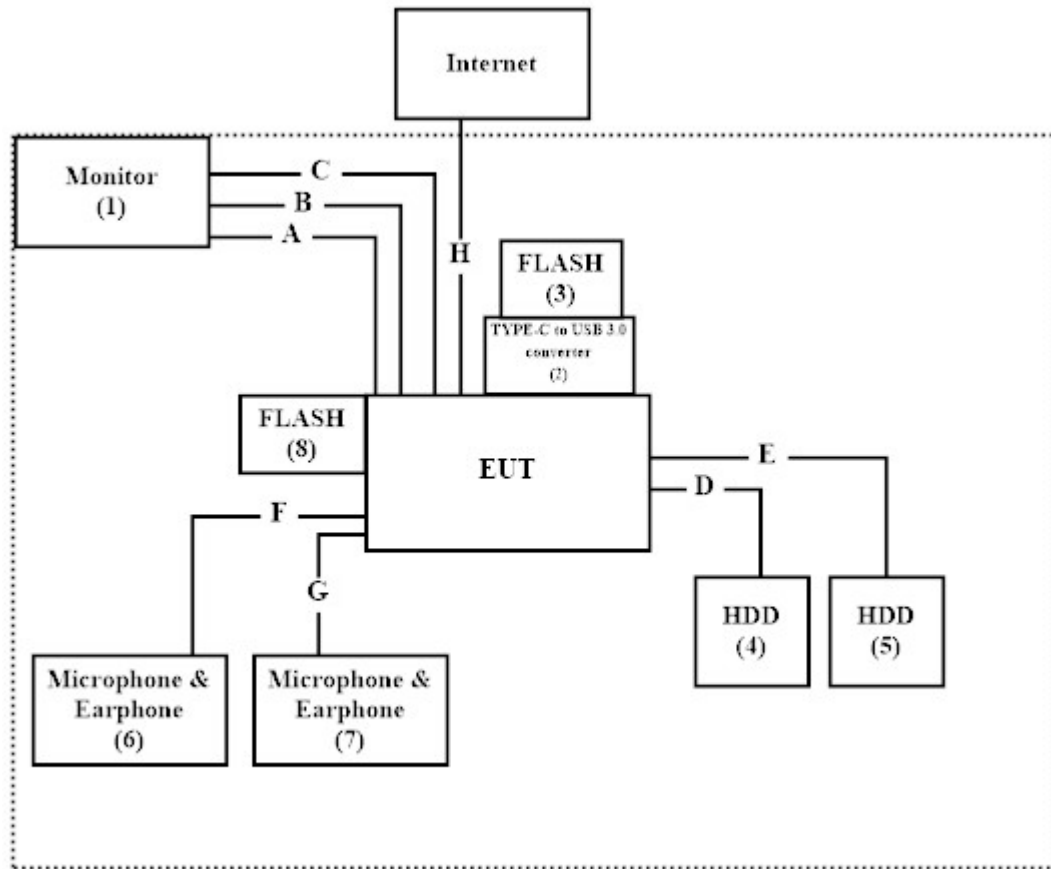 Internet
Monitor
(1)
C
B
A
H
FLASH
(3)
TYPE-C to USB 3.0
converter
(2)
FLASH
(8)
EUT
E
D
F
G
HDD
(4)
HDD
(5)
Microphone &
Earphone
(6)
Microphone &
Earphone
(7)